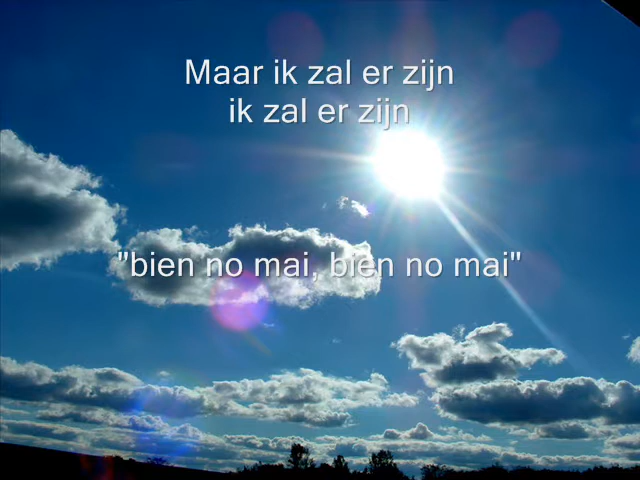 Maar ik zal er zijn
ik zal er zijn
"bien no mai, bien no mai"